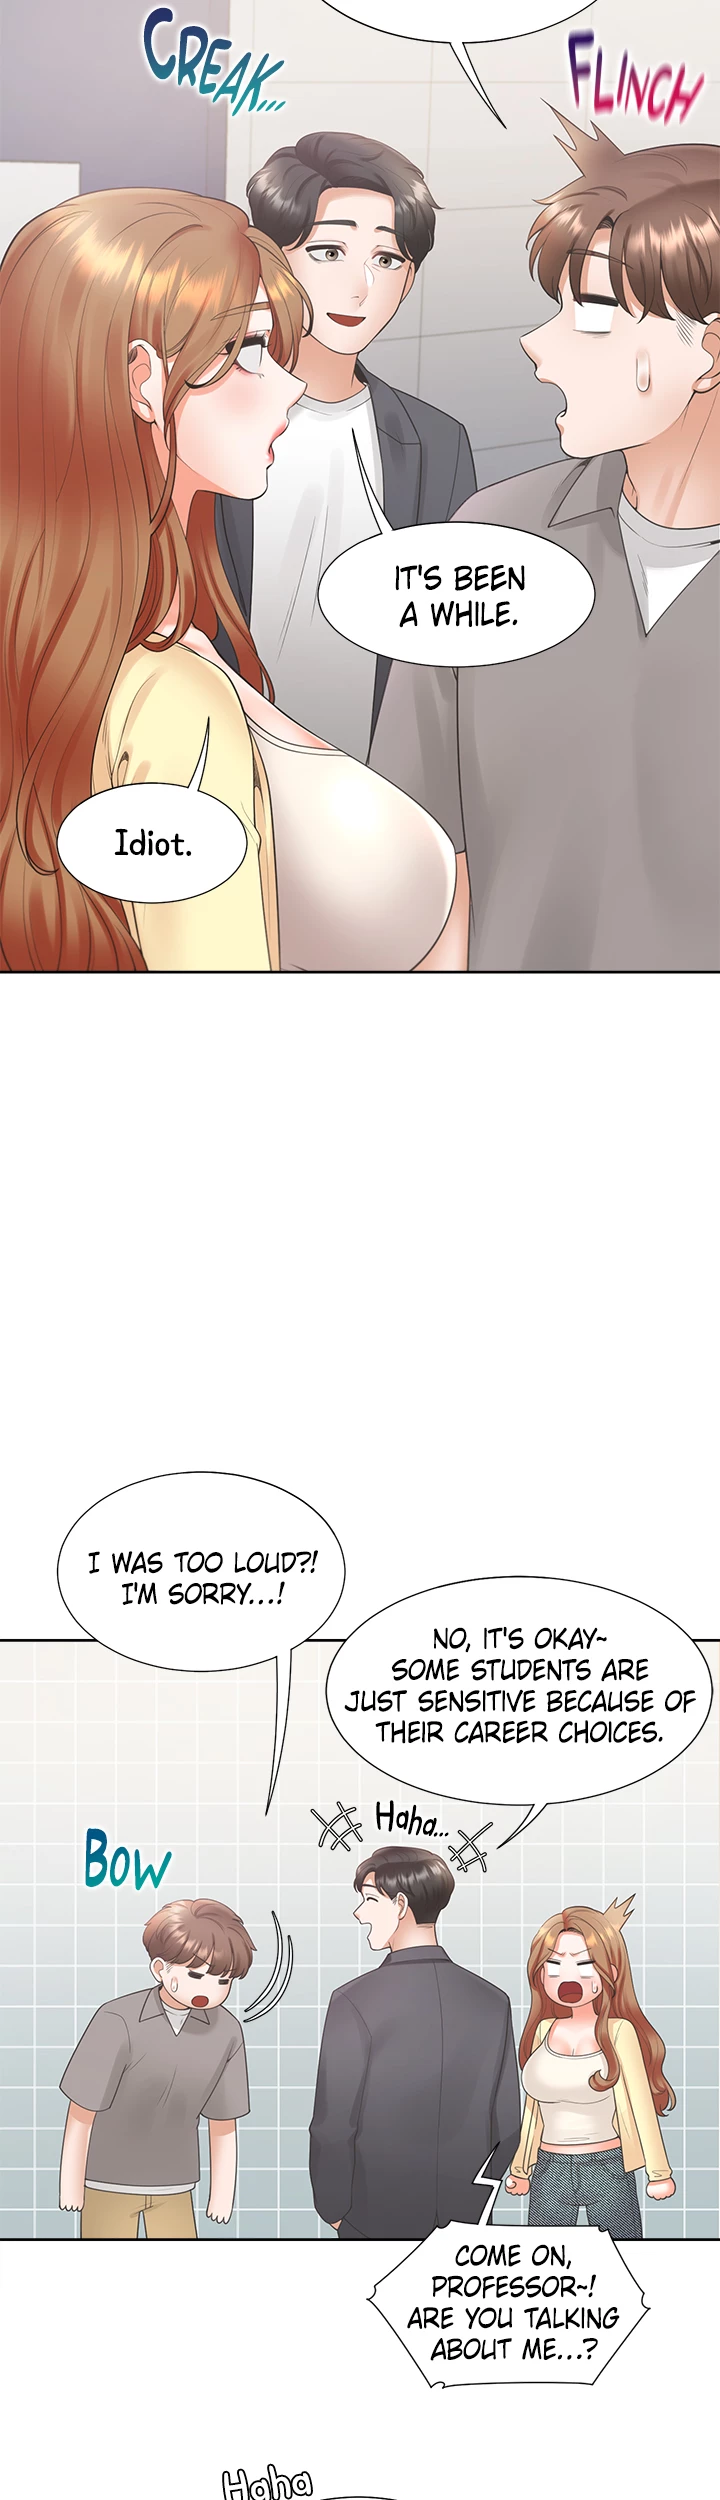 CREAK...
FLINCH
IT'S BEEN
A WHILE.
Idiot.
I WAS TOO LOUD?!
I'M SORRY...!
NO, IT'S OKAY~
SOME STUDENTS ARE
JUST SENSITIVE BECAUSE OF
THEIR CAREER CHOICES.
Haha...
BOW
COME ON,
PROFESSOR~!
ARE YOU TALKING
ABOUT ME...?
Haha